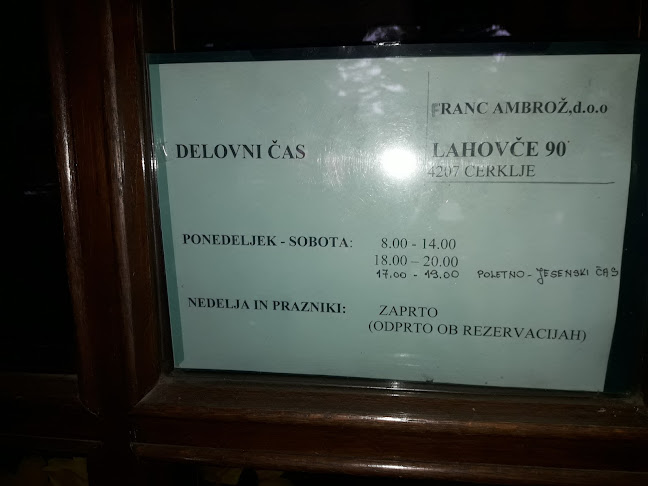 FRANC AMBROŽ,d.o.o
DELOVNI ČAS LAHOVČE 90
4207 CERKLJE
PONEDELJEK - SOBOTA: 8.00 - 14.00
18.00 – 20.00
17.00 - 19.00 POLETNO - JESENSKI ČAS
NEDELJA IN PRAZNIKI: ZAPRTO
(ODPRTO OB REZERVACIJAH)